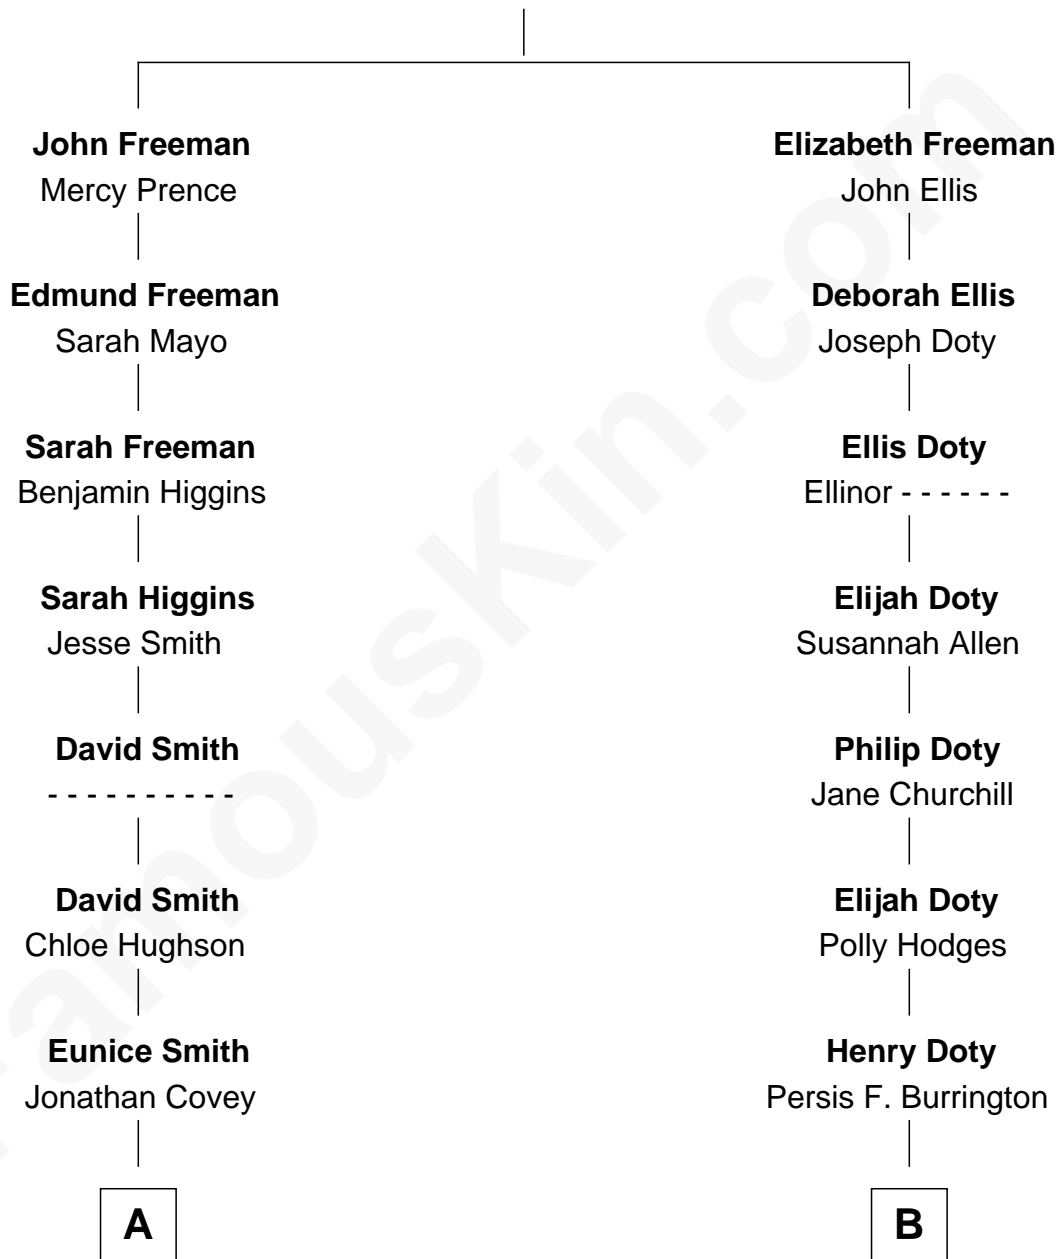 John Freeman
Mercy Prence
Edmund Freeman
Sarah Mayo
Sarah Freeman
Benjamin Higgins
Sarah Higgins
Jesse Smith
David Smith
- - - - - - - - - -
David Smith
Chloe Hughson
Eunice Smith
Jonathan Covey
A
Elizabeth Freeman
John Ellis
Deborah Ellis
Joseph Doty
Ellis Doty
Ellinor - - - - - -
Elijah Doty
Susannah Allen
Philip Doty
Jane Churchill
Elijah Doty
Polly Hodges
Henry Doty
Persis F. Burrington
B
FamousKin.com